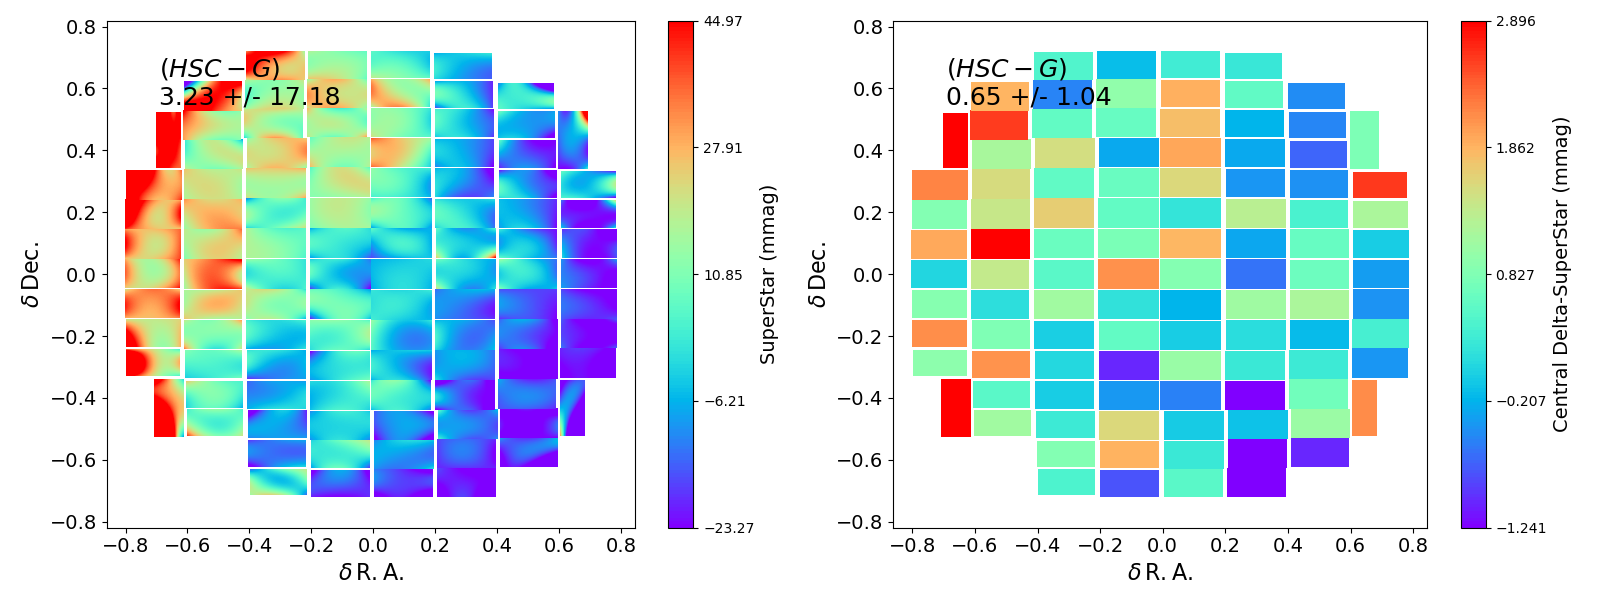 (HSC − G)
3.23 +/- 17.18
0.8
0.6
0.4
0.2
0.0
−0.2
−0.4
−0.6
−0.8
δ Dec.
−0.8 −0.6 −0.4 −0.2 0.0 0.2 0.4 0.6 0.8
δ R. A.
44.97
27.91
10.85
−6.21
−23.27
SuperStar (mmag)
(HSC − G)
0.65 +/- 1.04
0.8
0.6
0.4
0.2
0.0
−0.2
−0.4
−0.6
−0.8
δ Dec.
−0.8 −0.6 −0.4 −0.2 0.0 0.2 0.4 0.6 0.8
δ R. A.
2.896
1.862
0.827
−0.207
−1.241
Central Delta-SuperStar (mmag)